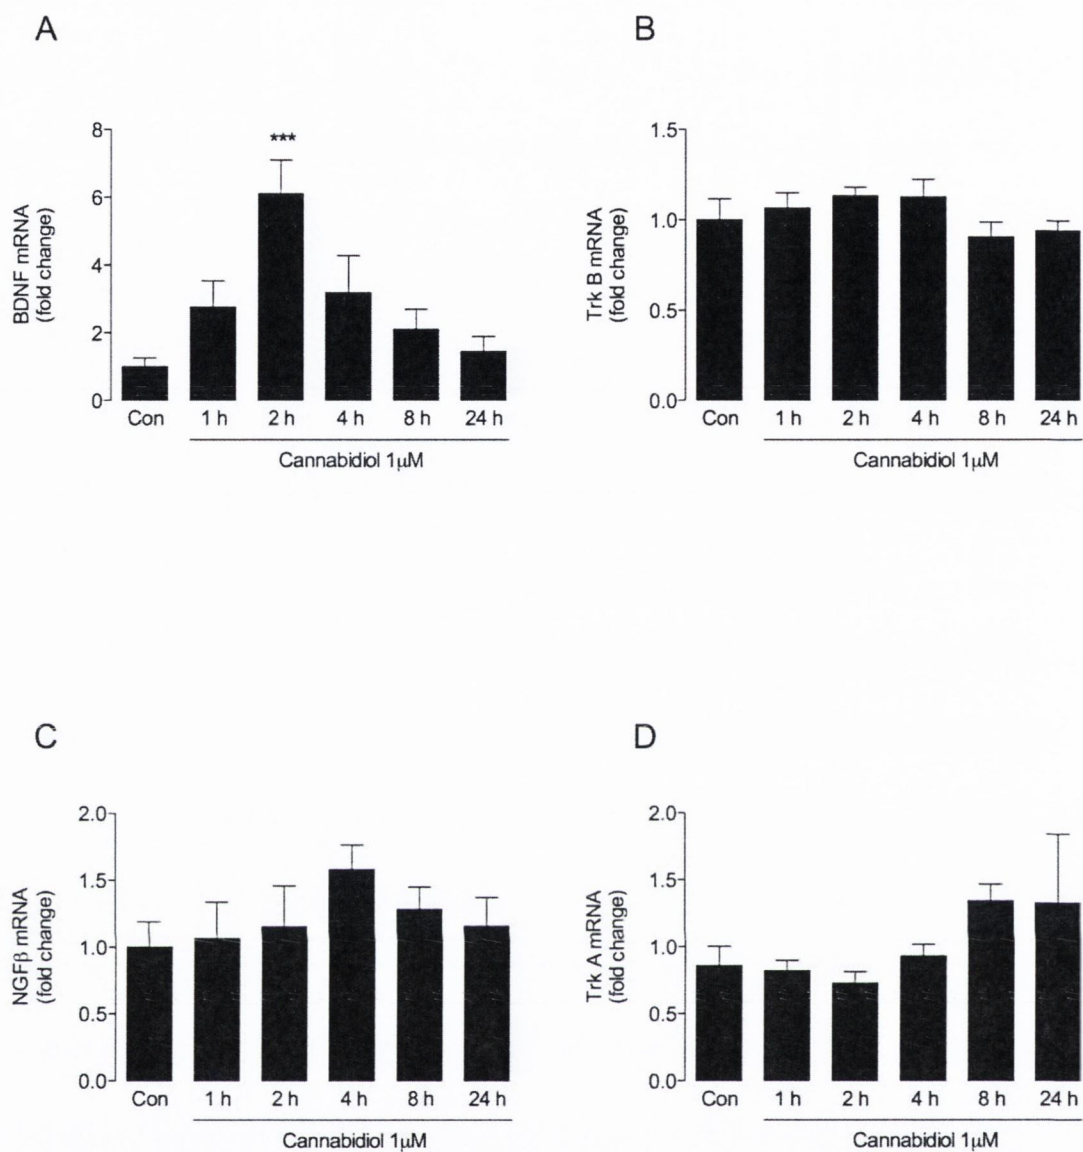 A
BDNF mRNA
(fold change)
8
6
4
2
0
***
Con
1 h
2 h
4 h
8 h
24 h
Cannabidiol 1μM
B
Trk B mRNA
(fold change)
1.5
1.0
0.5
0.0
Con
1 h
2 h
4 h
8 h
24 h
Cannabidiol 1μM
C
NGFβ mRNA
(fold change)
2.0
1.5
1.0
0.5
0.0
Con
1 h
2 h
4 h
8 h
24 h
Cannabidiol 1μM
D
Trk A mRNA
(fold change)
2.0
1.5
1.0
0.5
0.0
Con
1 h
2 h
4 h
8 h
24 h
Cannabidiol 1μM